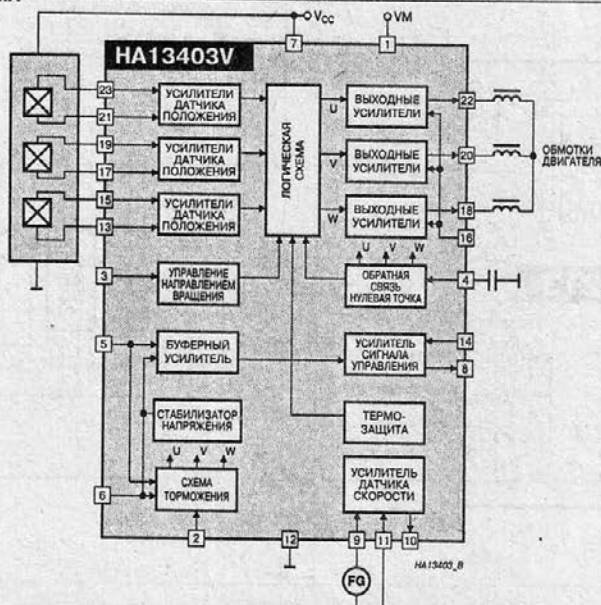 VCC
VM
7
1
HA13403V
23
21
19
17
15
13
3
5
6
УСИЛИТЕЛИ
ДАТЧИКА
ПОЛОЖЕНИЯ
УСИЛИТЕЛИ
ДАТЧИКА
ПОЛОЖЕНИЯ
УСИЛИТЕЛИ
ДАТЧИКА
ПОЛОЖЕНИЯ
УПРАВЛЕНИЕ
НАПРАВЛЕНИЕМ
ВРАЩЕНИЯ
БУФЕРНЫЙ
УСИЛИТЕЛЬ
СТАБИЛИЗАТОР
НАПРЯЖЕНИЯ
U V W
СХЕМА
ТОРМОЖЕНИЯ
ЛОГИЧЕСКАЯ
СХЕМА
U
V
W
ВЫХОДНЫЕ
УСИЛИТЕЛИ
ВЫХОДНЫЕ
УСИЛИТЕЛИ
ВЫХОДНЫЕ
УСИЛИТЕЛИ
U V W
ОБРАТНАЯ
СВЯЗЬ
НУЛЕВАЯ ТОЧКА
УСИЛИТЕЛЬ
СИГНАЛА
УПРАВЛЕНИЯ
ТЕРМО-
ЗАЩИТА
УСИЛИТЕЛЬ
ДАТЧИКА
СКОРОСТИ
22
20
18
16
4
14
8
ОБМОТКИ
ДВИГАТЕЛЯ
2
12
9
11
10
HA13403_B
FG